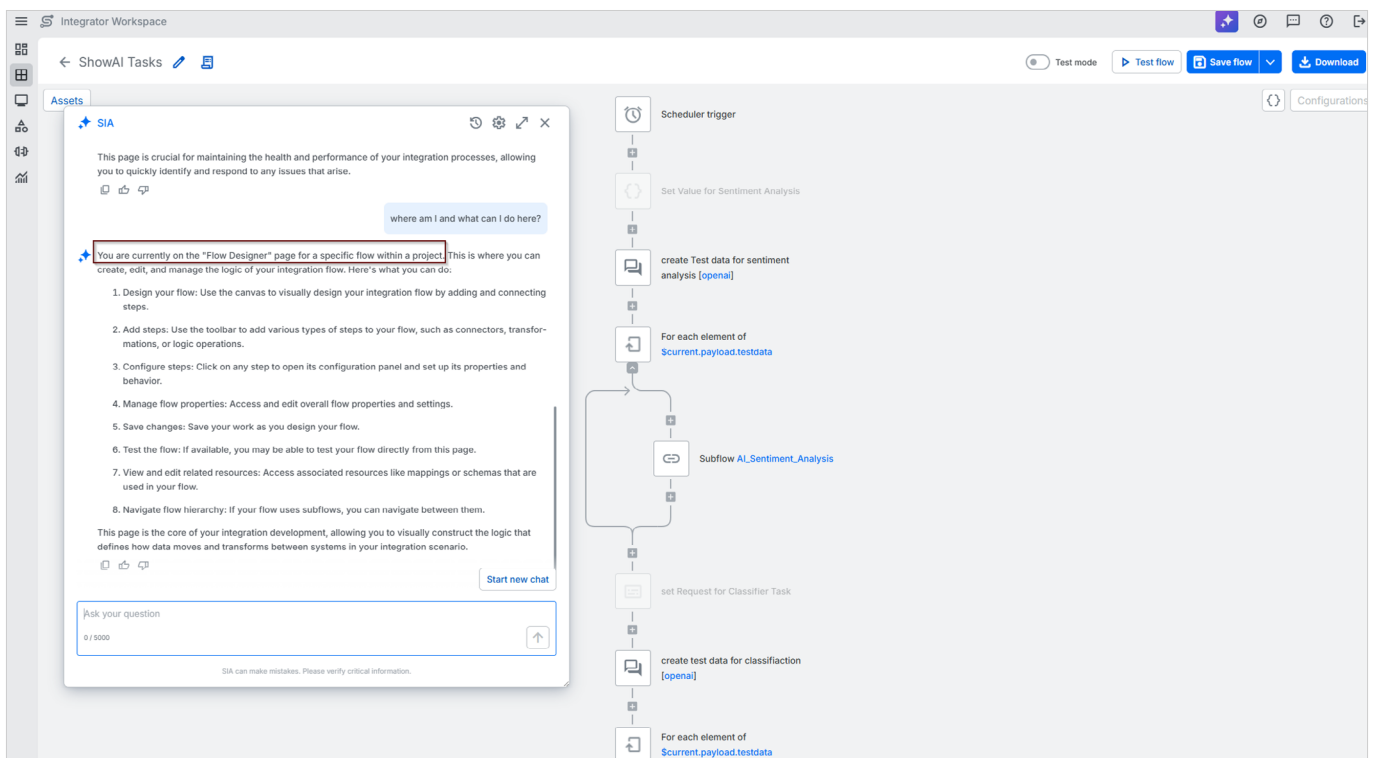 Integrator Workspace
ShowAI Tasks
Test mode
Test flow
Save flow
Download
Assets
Configurations
SIA
This page is crucial for maintaining the health and performance of your integration processes, allowing
you to quickly identify and respond to any issues that arise.
where am I and what can I do here?
You are currently on the "Flow Designer" page for a specific flow within a project. This is where you can
create, edit, and manage the logic of your integration flow. Here's what you can do:
1. Design your flow: Use the canvas to visually design your integration flow by adding and connecting
steps.
2. Add steps: Use the toolbar to add various types of steps to your flow, such as connectors, transfor-
mations, or logic operations.
3. Configure steps: Click on any step to open its configuration panel and set up its properties and
behavior.
4. Manage flow properties: Access and edit overall flow properties and settings.
5. Save changes: Save your work as you design your flow.
6. Test the flow: If available, you may be able to test your flow directly from this page.
7. View and edit related resources: Access associated resources like mappings or schemas that are
used in your flow.
8. Navigate flow hierarchy: If your flow uses subflows, you can navigate between them.
This page is the core of your integration development, allowing you to visually construct the logic that
defines how data moves and transforms between systems in your integration scenario.
Start new chat
Ask your question
0 / 5000
SIA can make mistakes. Please verify critical information.
Scheduler trigger
Set Value for Sentiment Analysis
create Test data for sentiment
analysis [openai]
For each element of
$current.payload.testdata
Subflow AI_Sentiment_Analysis
set Request for Classifier Task
create test data for classifiaction
[openai]
For each element of
$current.payload.testdata